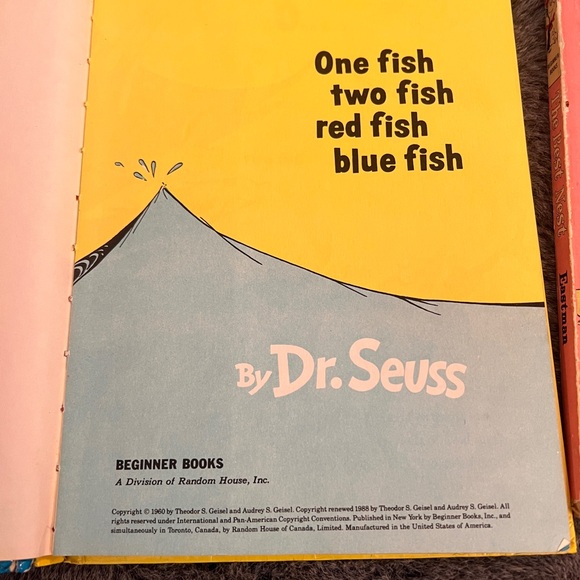 One fish
two fish
red fish
blue fish
By Dr. Seuss
BEGINNER BOOKS
A Division of Random House, Inc.
Copyright © 1960 by Theodor S. Geisel and Audrey S. Geisel. Copyright renewed 1988 by Theodor S. Geisel and Audrey S. Geisel. All
rights reserved under International and Pan-American Copyright Conventions. Published in New York by Beginner Books, Inc., and
simultaneously in Toronto, Canada, by Random House of Canada, Limited. Manufactured in the United States of America.
The Best Nest
Eastman